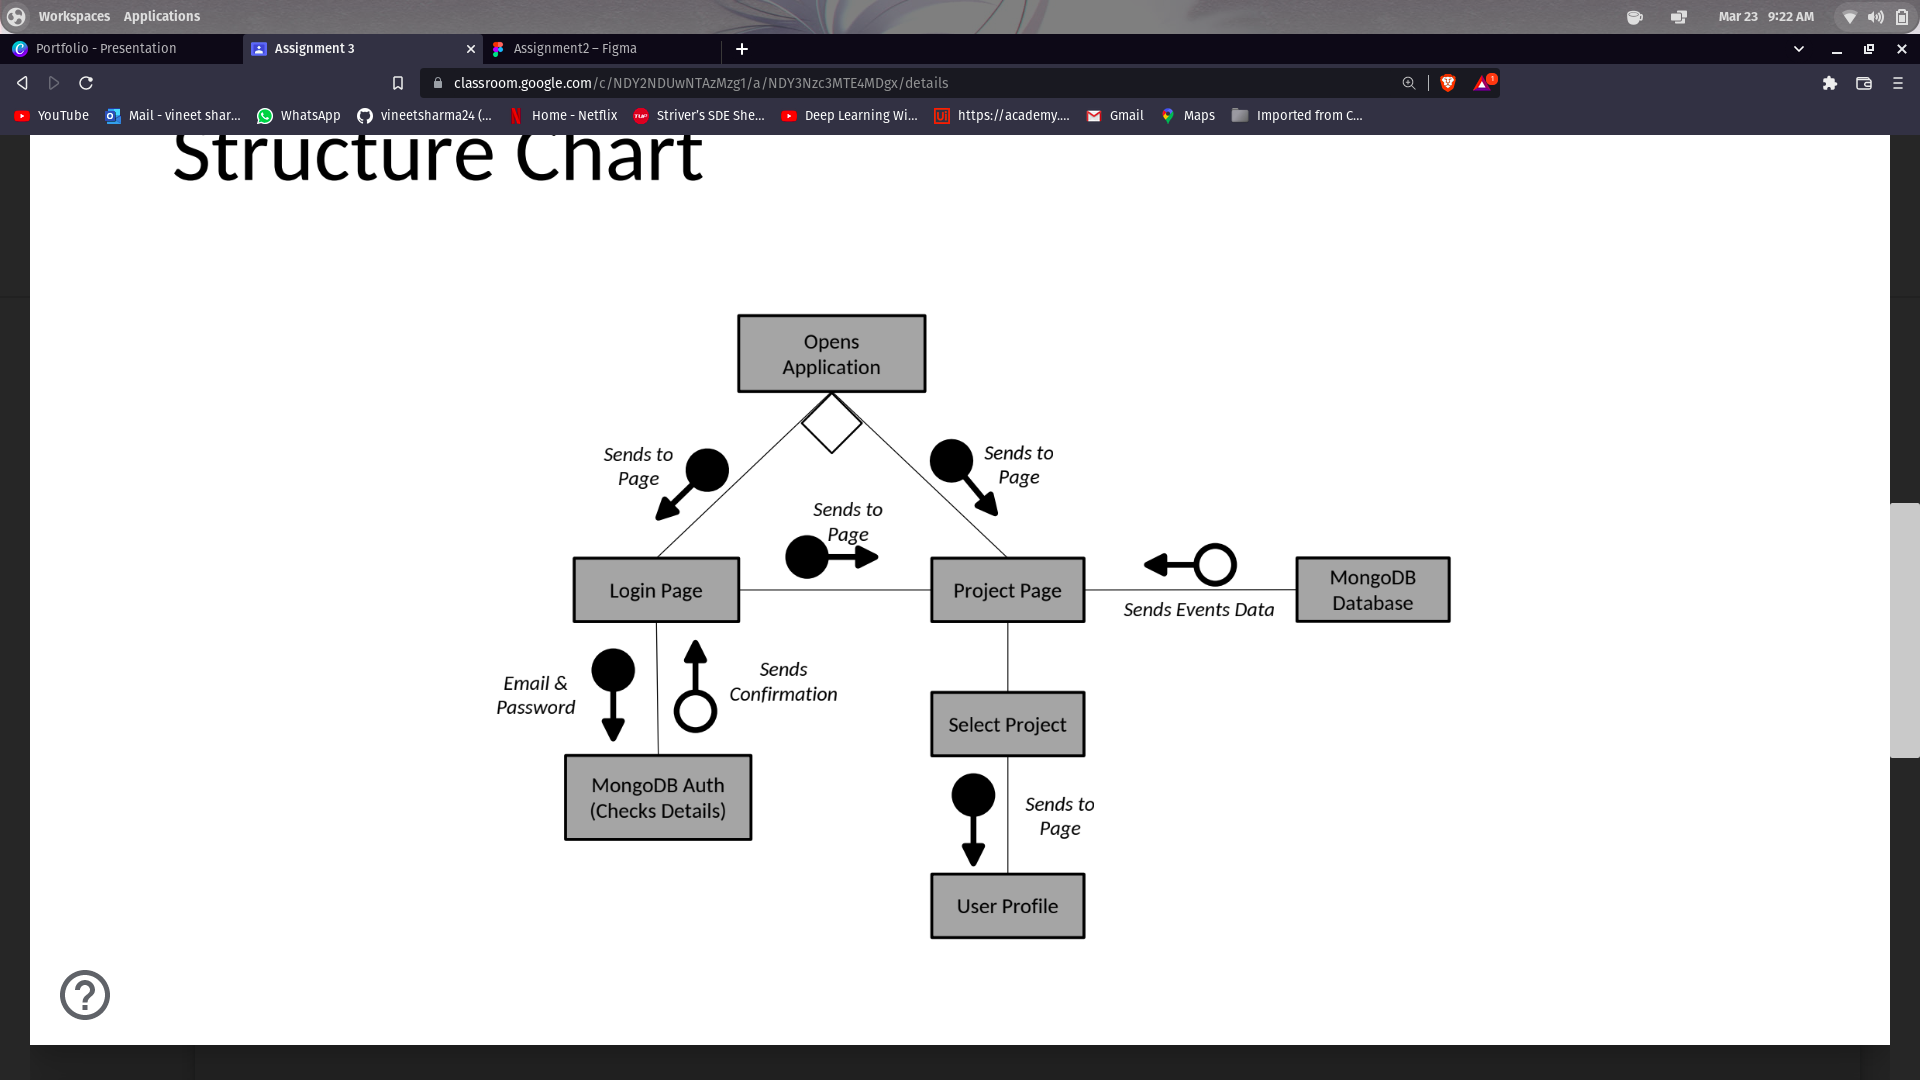 Workspaces Applications Mar 23 9:22 AM
Portfolio - Presentation Assignment 3 Assignment2 – Figma
classroom.google.com/c/NDY2NDUwNTAzMzg1/a/NDY3Nzc3MTE4MDgx/details 1
YouTube Mail - vineet shar... WhatsApp vineetsharma24 (... Home - Netflix Striver's SDE She... Deep Learning Wi... https://academy.... Gmail Maps Imported from C...
Structure Chart
Opens
Application
Sends to
Page
Sends to
Page
Sends to
Page
Login Page
Project Page
MongoDB
Database
Sends Events Data
Email &
Password
Sends
Confirmation
Select Project
MongoDB Auth
(Checks Details)
Sends to
Page
User Profile